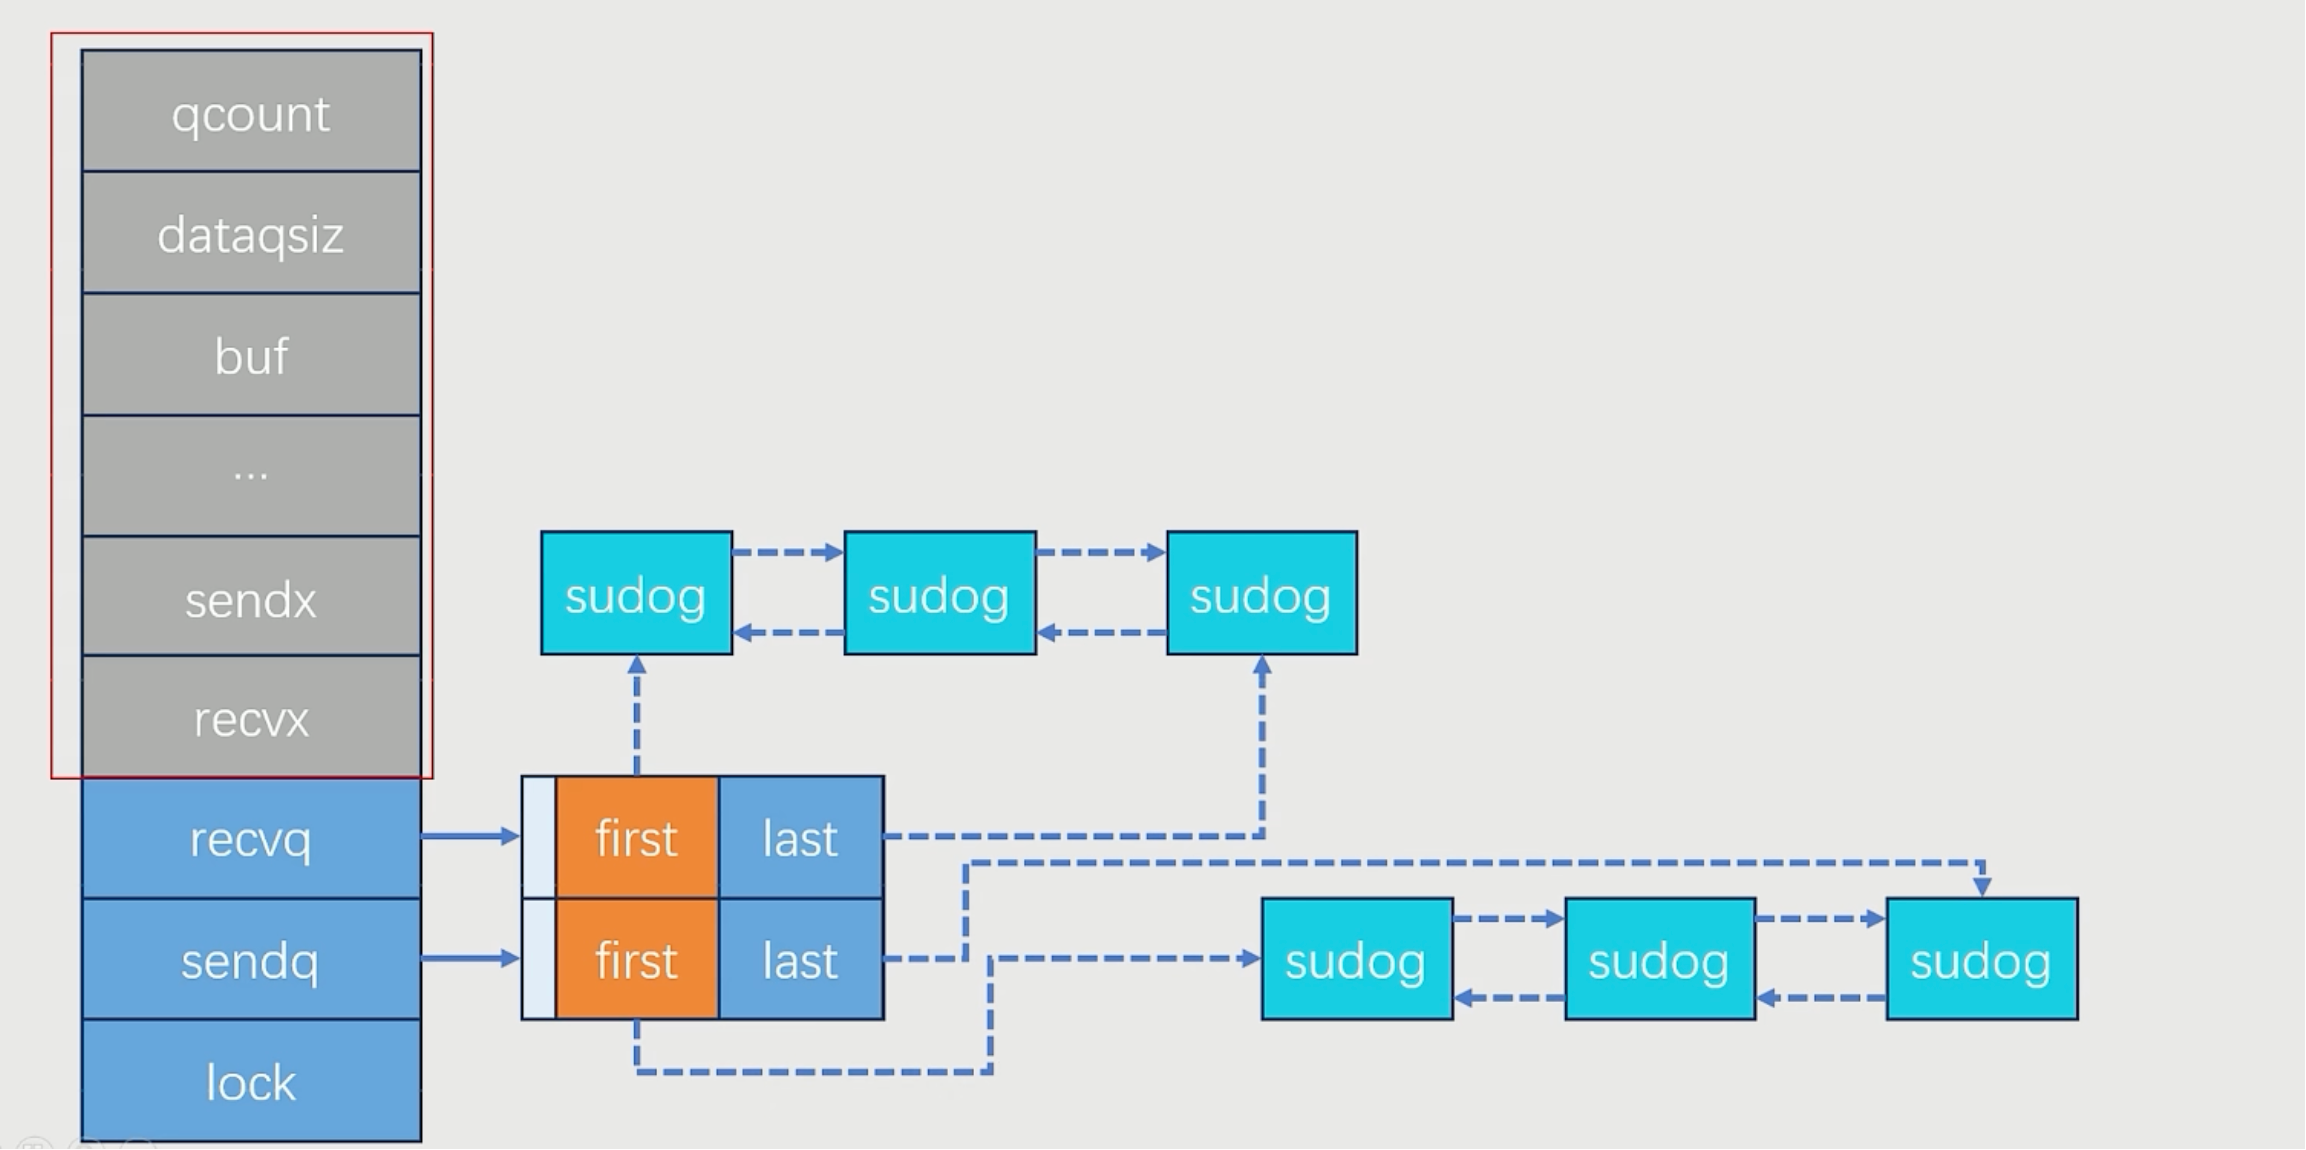 qcount
dataqsiz
buf
...
sendx
recvx
recvq
sendq
lock
sudog sudog sudog
first last
first last
sudog sudog sudog